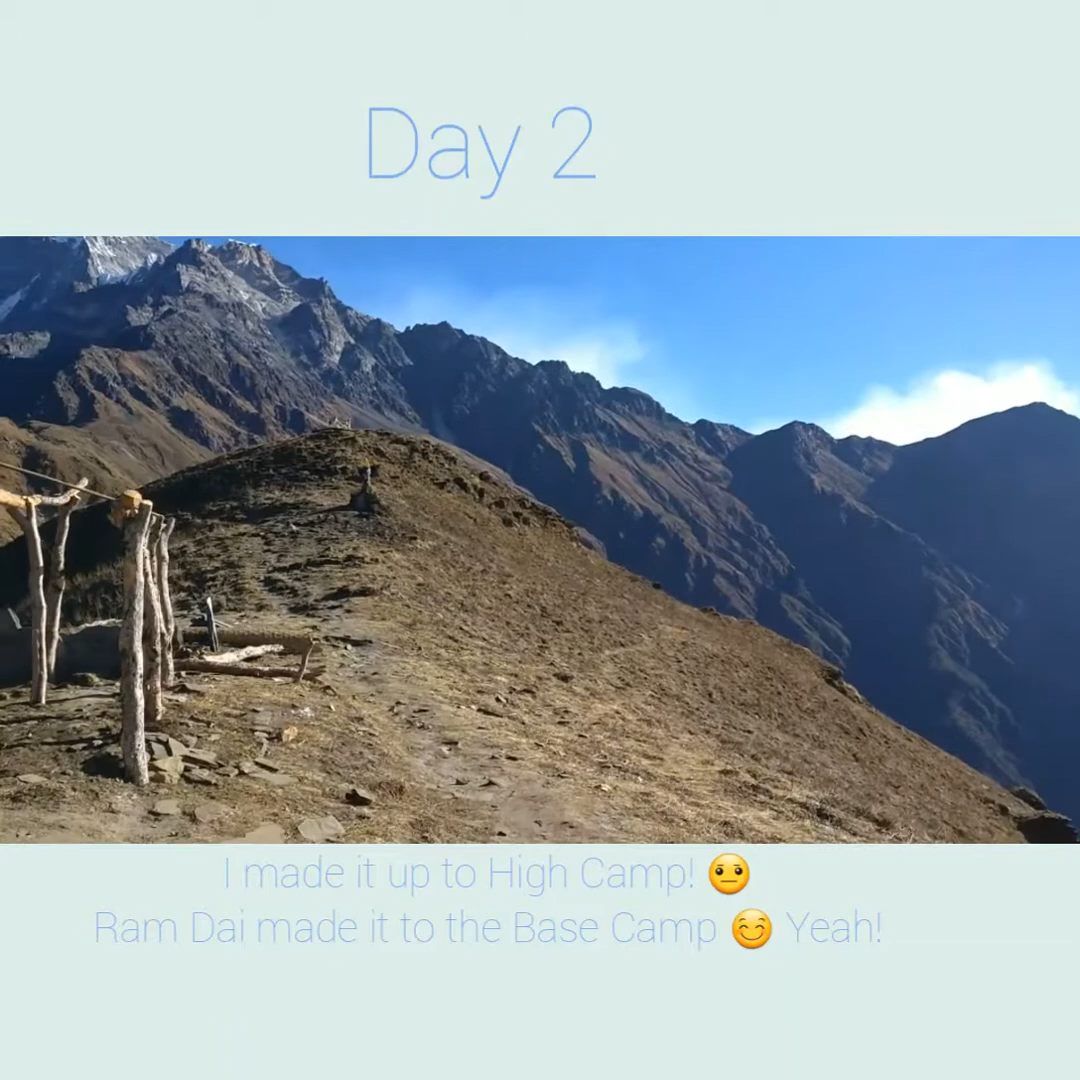 Day 2
I made it up to High Camp! 😐
Ram Dai made it to the Base Camp 😊 Yeah!